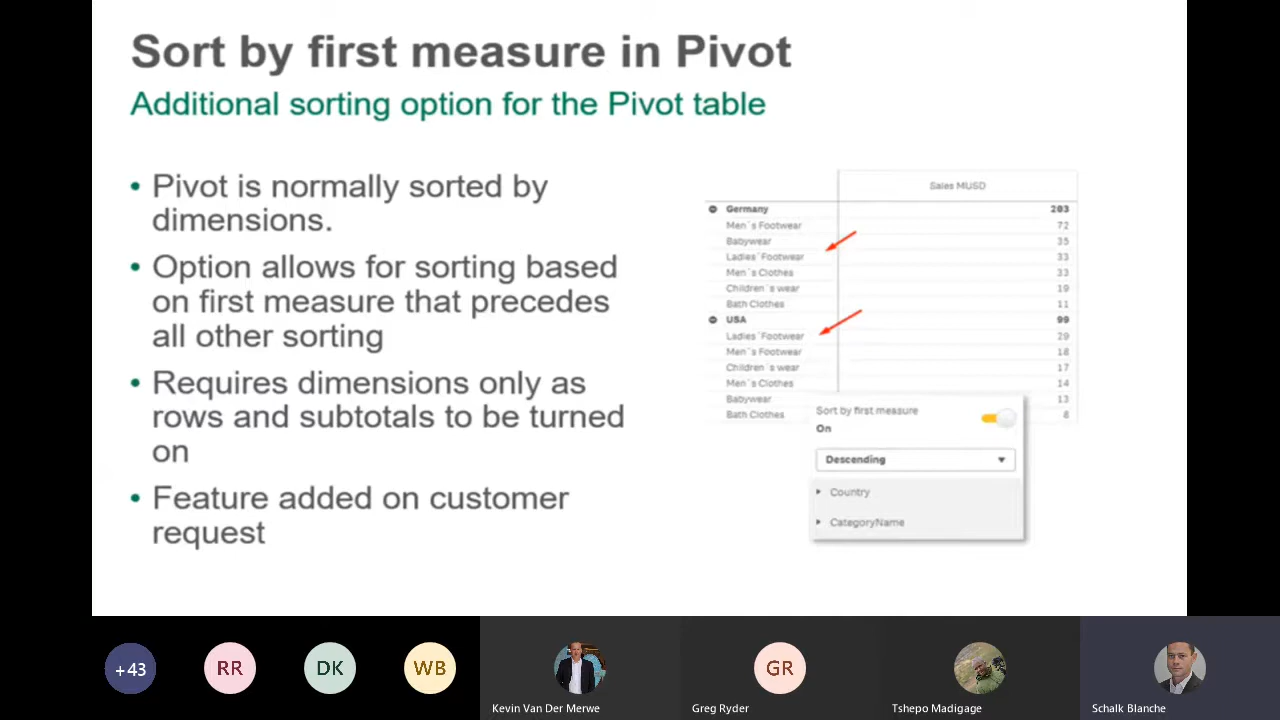 Sort by first measure in Pivot
Additional sorting option for the Pivot table
• Pivot is normally sorted by
dimensions.
• Option allows for sorting based
on first measure that precedes
all other sorting
• Requires dimensions only as
rows and subtotals to be turned
on
• Feature added on customer
request
Sales MUSD
Germany 203
Men´s Footwear 72
Babywear 35
Ladies´Footwear 33
Men´s Clothes 33
Children´s wear 19
Bath Clothes 11
USA 99
Ladies´Footwear 29
Men´s Footwear 18
Children´s wear 17
Men´s Clothes 14
Babywear 13
Bath Clothes 8
Sort by first measure
On
Descending
Country
CategoryName
+43
RR
DK
WB
GR
Kevin Van Der Merwe
Greg Ryder
Tshepo Madigage
Schalk Blanche